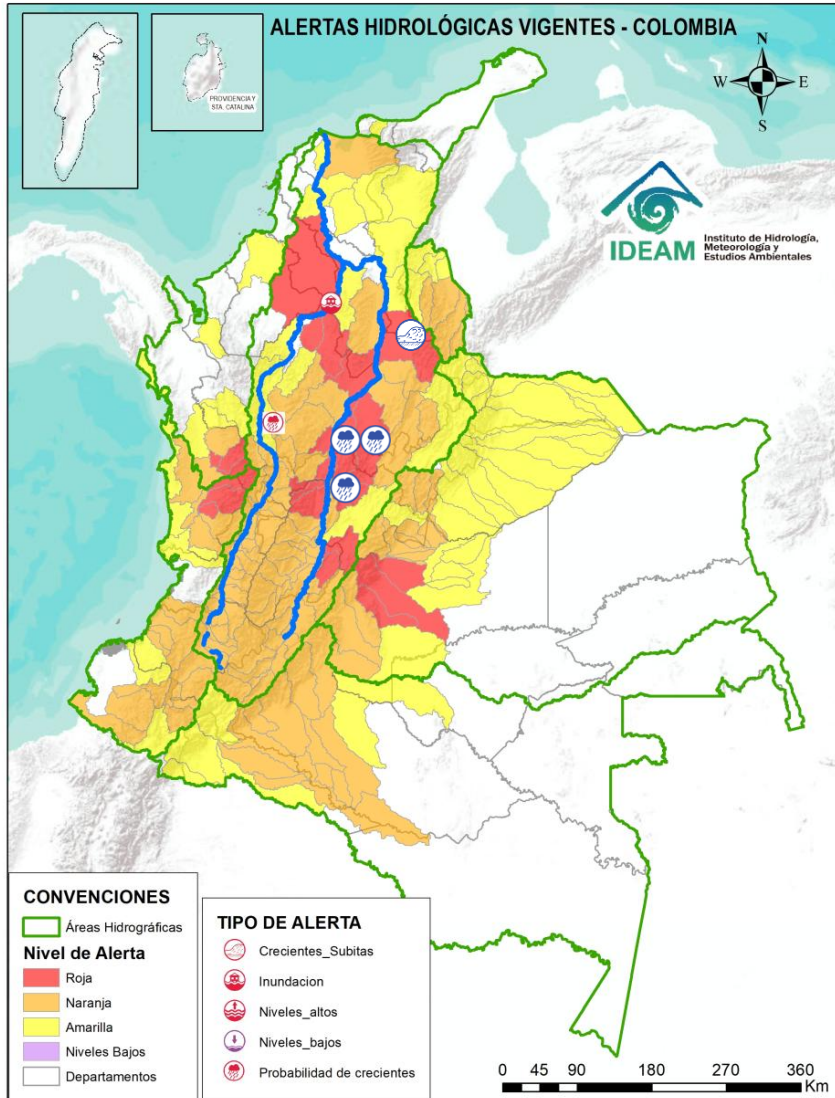 ALERTAS HIDROLÓGICAS VIGENTES - COLOMBIA
PROVIDENCIA Y
STA. CATALINA
N
W
E
S
IDEAM
Instituto de Hidrología,
Meteorología y
Estudios Ambientales
CONVENCIONES
Áreas Hidrográficas
Nivel de Alerta
Roja
Naranja
Amarilla
Niveles Bajos
Departamentos
TIPO DE ALERTA
Crecientes_Subitas
Inundacion
Niveles_altos
Niveles_bajos
Probabilidad de crecientes
0 45 90 180 270 360
Km